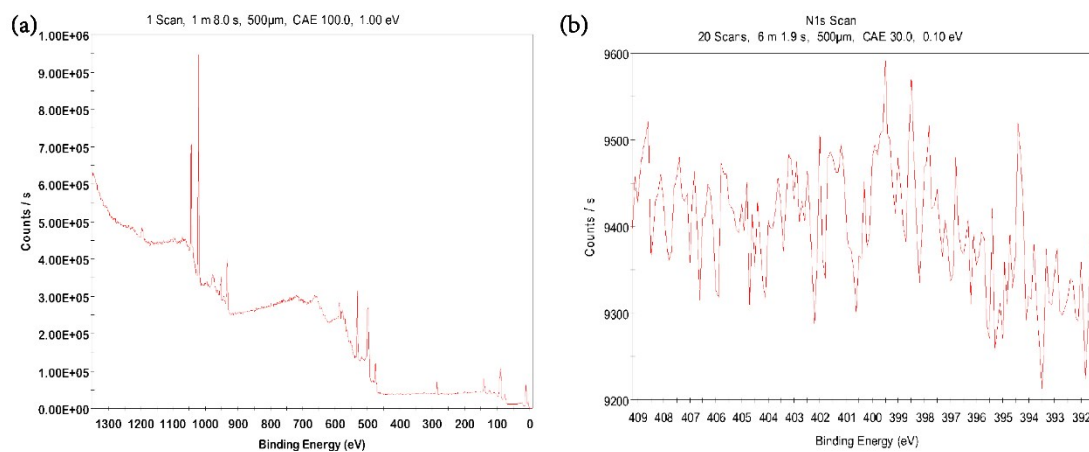 (a)
1 Scan, 1 m 8.0 s, 500µm, CAE 100.0, 1.00 eV
Counts / s
1.00E+06
9.00E+05
8.00E+05
7.00E+05
6.00E+05
5.00E+05
4.00E+05
3.00E+05
2.00E+05
1.00E+05
0.00E+00
1300 1200 1100 1000 900 800 700 600 500 400 300 200 100 0
Binding Energy (eV)
(b)
N1s Scan
20 Scans, 6 m 1.9 s, 500µm, CAE 30.0, 0.10 eV
Counts / s
9600
9500
9400
9300
9200
409 408 407 406 405 404 403 402 401 400 399 398 397 396 395 394 393 392
Binding Energy (eV)